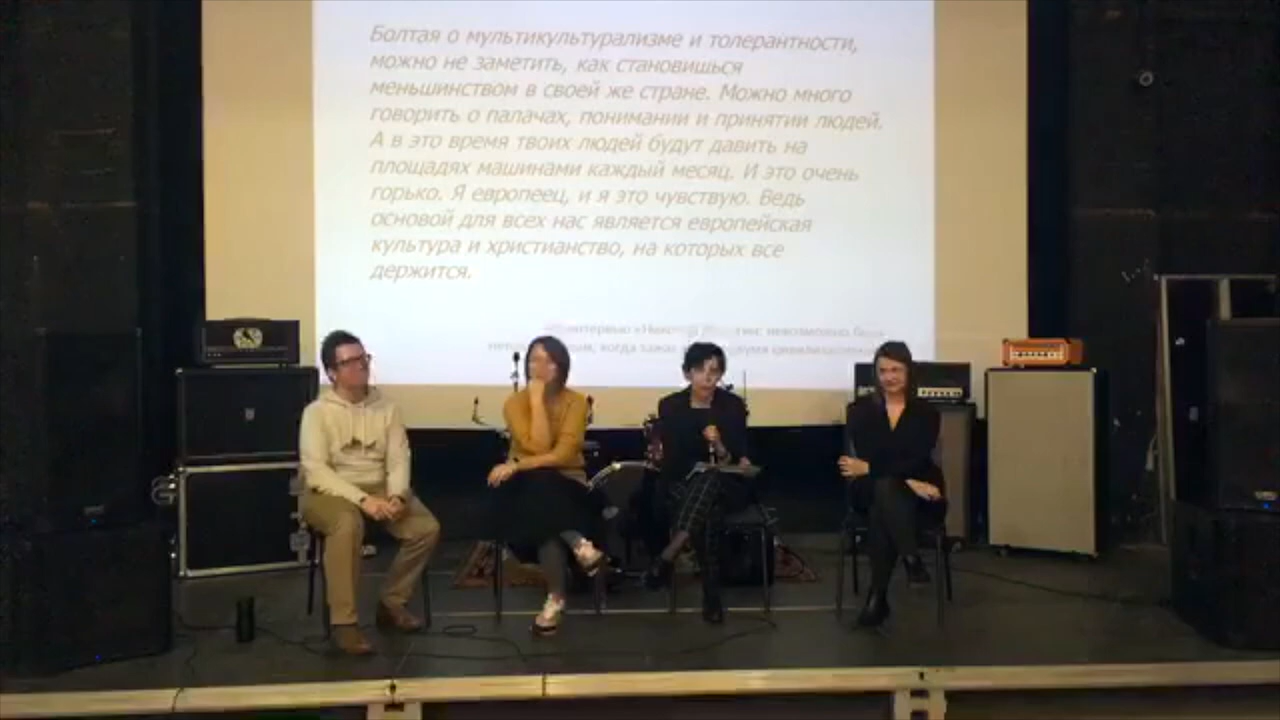 Болтая о мультикультурализме и толерантности,
можно не заметить, как становишься
меньшинством в своей же стране. Можно много
говорить о палачах, понимании и принятии людей.
А в это время твоих людей будут давить на
площадях машинами каждый месяц. И это очень
горько. Я европеец, и я это чувствую. Ведь
основой для всех нас является европейская
культура и христианство, на которых все
держится.
невозможно
когда